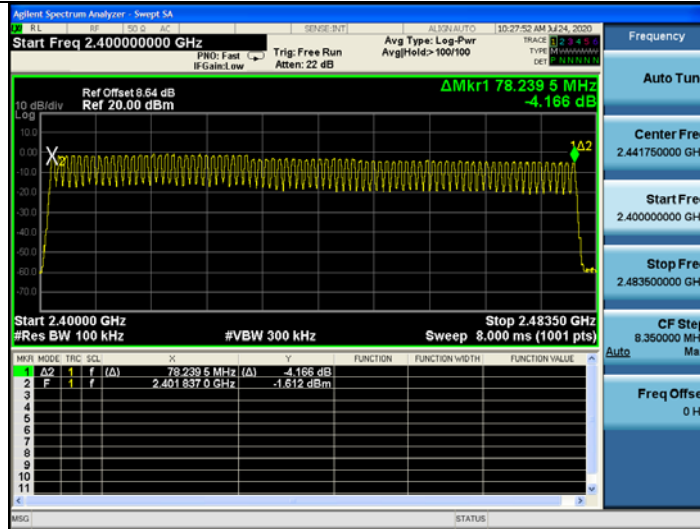 Agilent Spectrum Analyzer - Swept SA
RL RF 50 Ω AC SENSE:INT ALIGN AUTO 10:27:52 AM Jul 24, 2020
Start Freq 2.400000000 GHz
PNO: Fast
IFGain:Low
Trig: Free Run
Atten: 22 dB
Avg Type: Log-Pwr
Avg|Hold:> 100/100
TRACE 1 2 3 4 5 6
TYPE M
DET P N N N N N
ΔMkr1 78.239 5 MHz
-4.166 dB
Ref Offset 8.64 dB
10 dB/div Ref 20.00 dBm
Log
10.0
0.00
-10.0
-20.0
-30.0
-40.0
-50.0
-60.0
-70.0
2
1Δ2
Start 2.40000 GHz Stop 2.48350 GHz
#Res BW 100 kHz #VBW 300 kHz Sweep 8.000 ms (1001 pts)
MKR MODE TRC SCL X Y FUNCTION FUNCTION WIDTH FUNCTION VALUE
1 Δ2 1 f (Δ) 78.239 5 MHz (Δ) -4.166 dB
2 F 1 f 2.401 837 0 GHz -1.612 dBm
3
4
5
6
7
8
9
10
11
MSG STATUS
Frequency
Auto Tun
Center Fre
2.441750000 GH
Start Fre
2.400000000 GH
Stop Fre
2.483500000 GH
CF Step
8.350000 MH
Auto Ma
Freq Offse
0 H